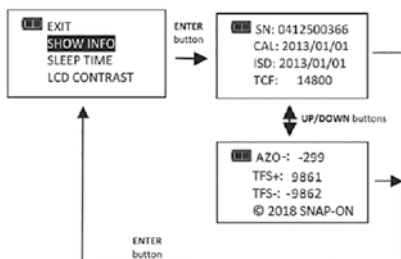 EXIT
SHOW INFO
SLEEP TIME
LCD CONTRAST
ENTER
button
SN: 0412500366
CAL: 2013/01/01
ISD: 2013/01/01
TCF: 14800
UP/DOWN buttons
AZO-: -299
TFS+: 9861
TFS-: -9862
© 2018 SNAP-ON
ENTER
button